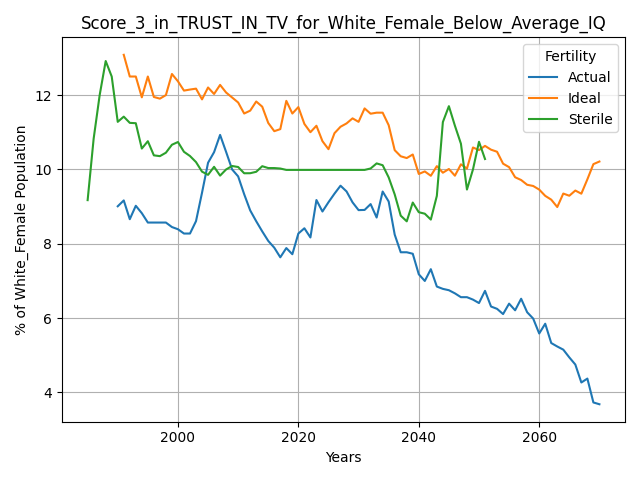 Score_3_in_TRUST_IN_TV_for_White_Female_Below_Average_IQ
Fertility
Actual
Ideal
Sterile
% of White_Female Population
12
10
8
6
4
2000 2020 2040 2060
Years